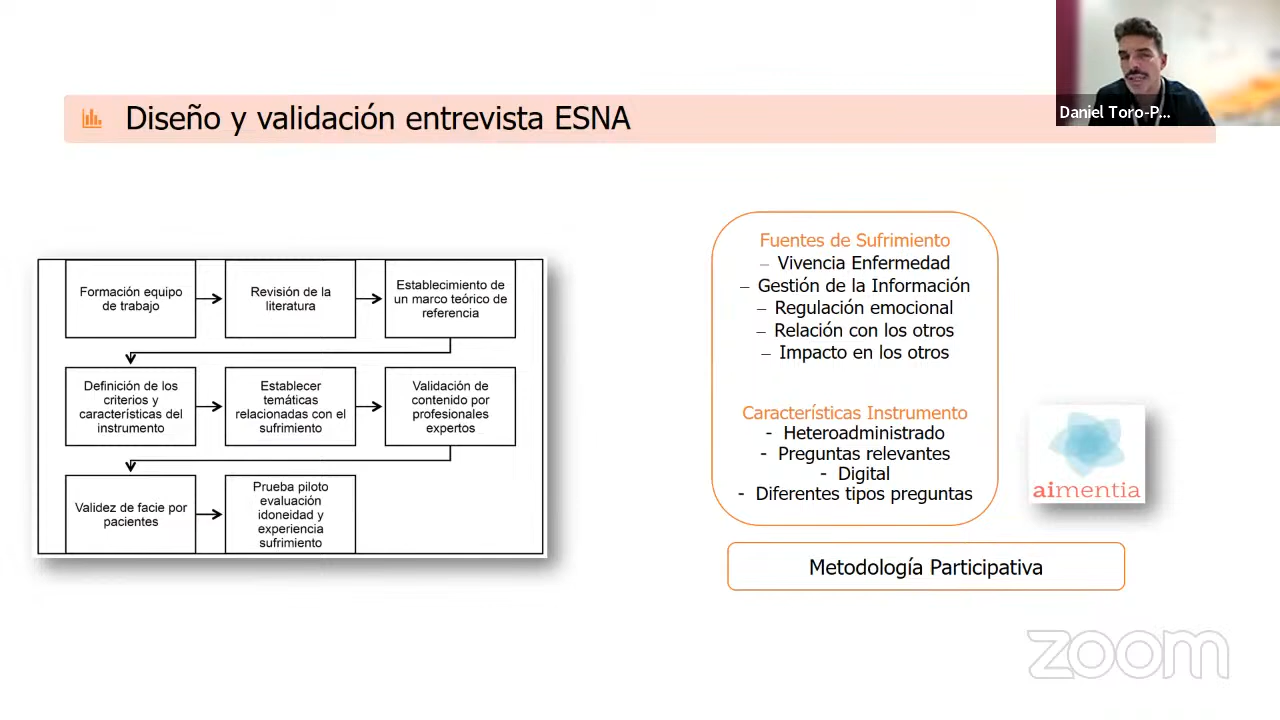 Daniel Toro-P...
Diseño y validación entrevista ESNA
Formación equipo
de trabajo
Revisión de la
literatura
Establecimiento de
un marco teórico de
referencia
Definición de los
criterios y
características del
instrumento
Establecer
temáticas
relacionadas con el
sufrimiento
Validación de
contenido por
profesionales
expertos
Validez de facie por
pacientes
Prueba piloto
evaluación
idoneidad y
experiencia
sufrimiento
Fuentes de Sufrimiento
– Vivencia Enfermedad
– Gestión de la Información
– Regulación emocional
– Relación con los otros
– Impacto en los otros
Características Instrumento
- Heteroadministrado
- Preguntas relevantes
- Digital
- Diferentes tipos preguntas
aimentia
Metodología Participativa
zoom